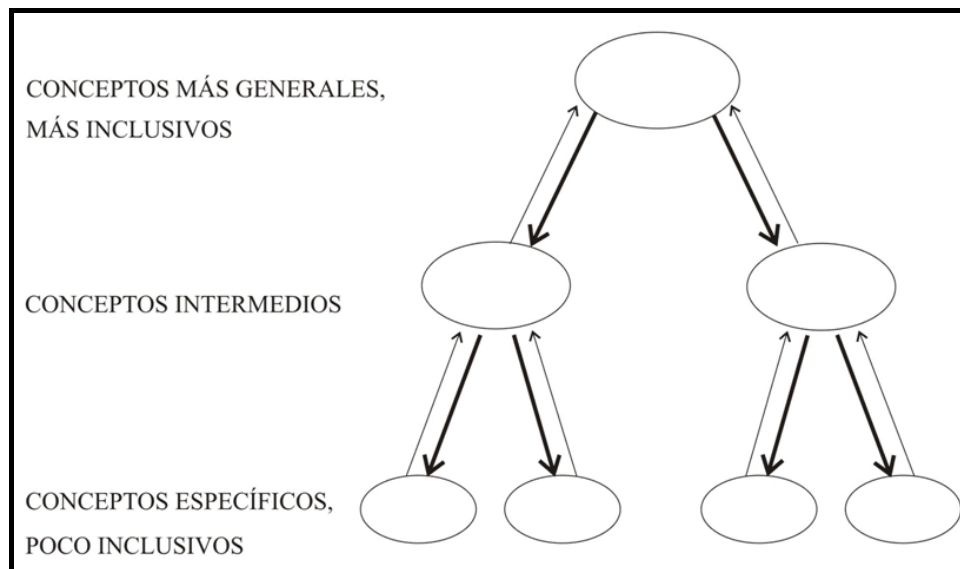 CONCEPTOS MÁS GENERALES,
MÁS INCLUSIVOS
CONCEPTOS INTERMEDIOS
CONCEPTOS ESPECÍFICOS,
POCO INCLUSIVOS